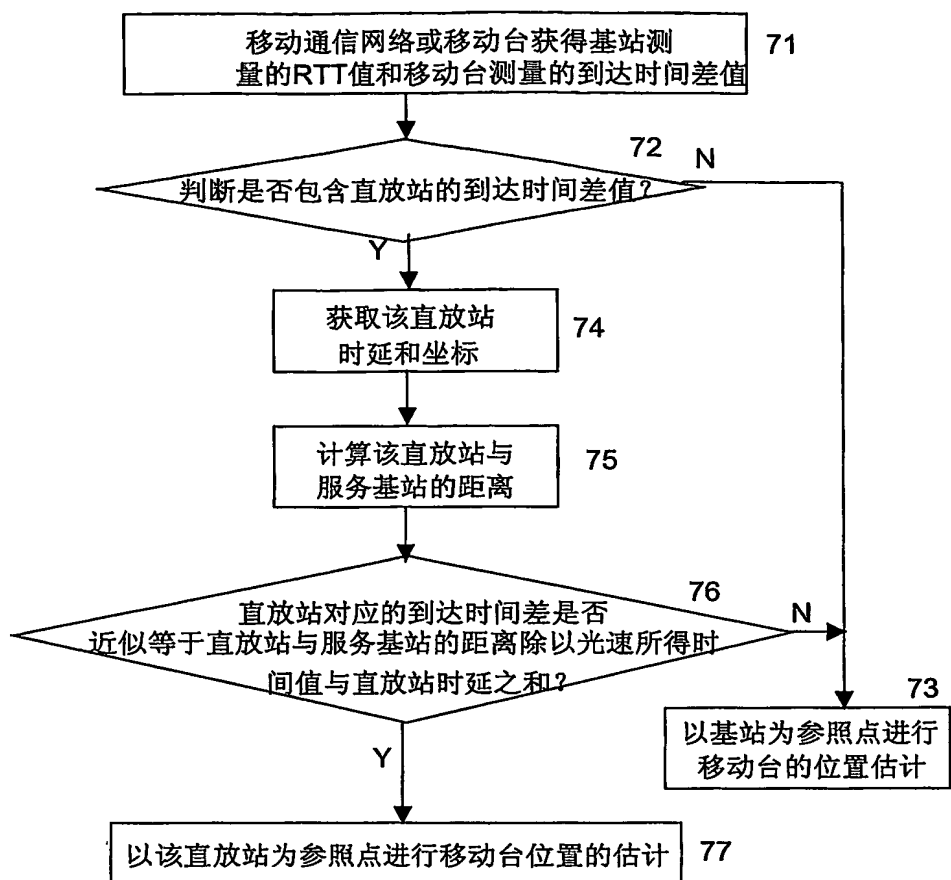 移动通信网络或移动台获得基站测
量的RTT值和移动台测量的到达时间差值
71
72
N
判断是否包含直放站的到达时间差值?
Y
获取该直放站
时延和坐标
74
计算该直放站与
服务基站的距离
75
76
直放站对应的到达时间差是否
近似等于直放站与服务基站的距离除以光速所得时
间值与直放站时延之和?
N
73
以基站为参照点进行
移动台的位置估计
Y
以该直放站为参照点进行移动台位置的估计
77